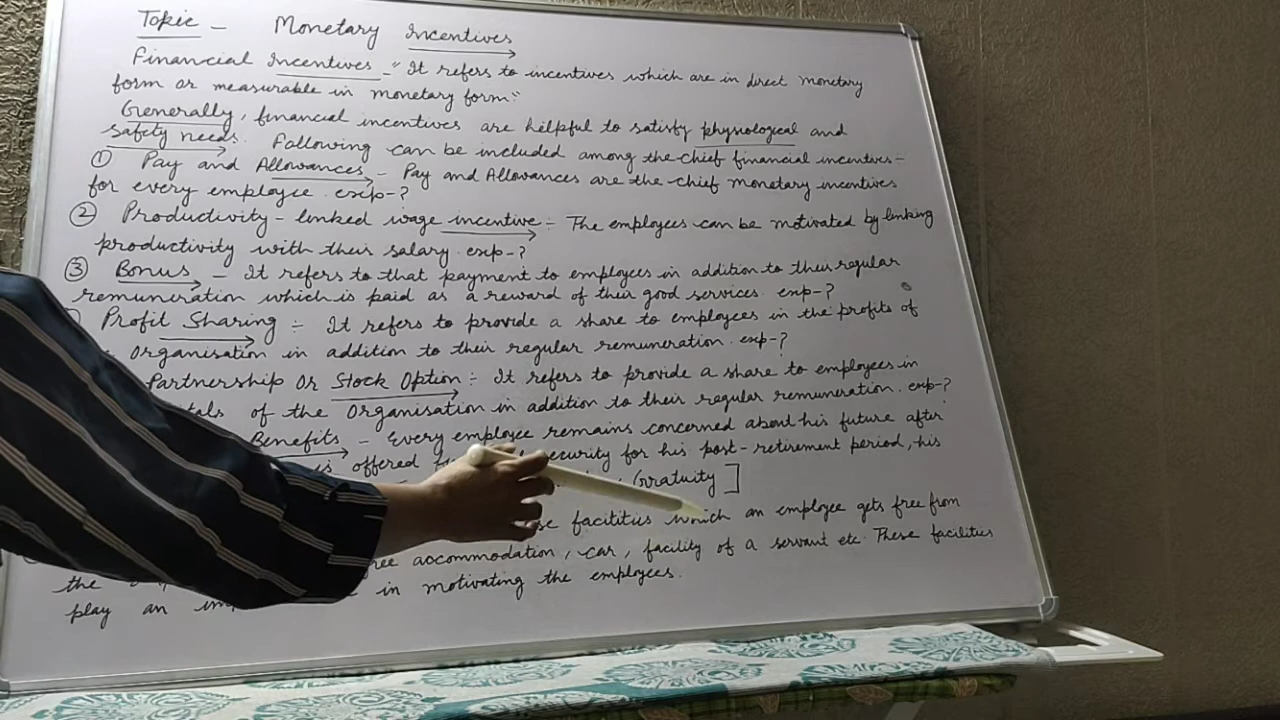 Topic - Monetary Incentives
Financial Incentives - "It refers to incentives which are in direct monetary
form or measurable in monetary form."
Generally, financial incentives are helpful to satisfy physiological and
safety needs. Following can be included among the chief financial incentives -
① Pay and Allowances - Pay and Allowances are the chief monetary incentives
for every employee. exp-?
② Productivity - linked wage incentive :- The employees can be motivated by linking
productivity with their salary. exp-?
③ Bonus - It refers to that payment to employees in addition to their regular
remuneration which is paid as a reward of their good services. exp-?
Profit Sharing :- It refers to provide a share to employees in the profits of
Organisation in addition to their regular remuneration. exp-?
Partnership Or Stock Option :- It refers to provide a share to employees in
of the Organisation in addition to their regular remuneration. exp-?
Benefits - Every employee remains concerned about his future after
is offered for his post-retirement period, his
Gratuity]
facilities which an employee gets free from
the accommodation, car, facility of a servant etc. These facilities
play an in motivating the employees.